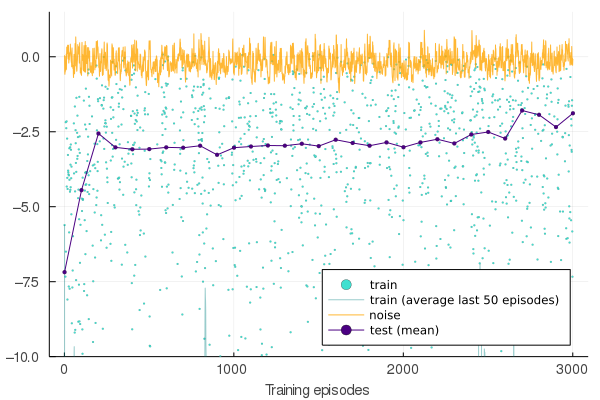 0.0
−2.5
−5.0
−7.5
−10.0
train
train (average last 50 episodes)
noise
test (mean)
0 1000 2000 3000
Training episodes